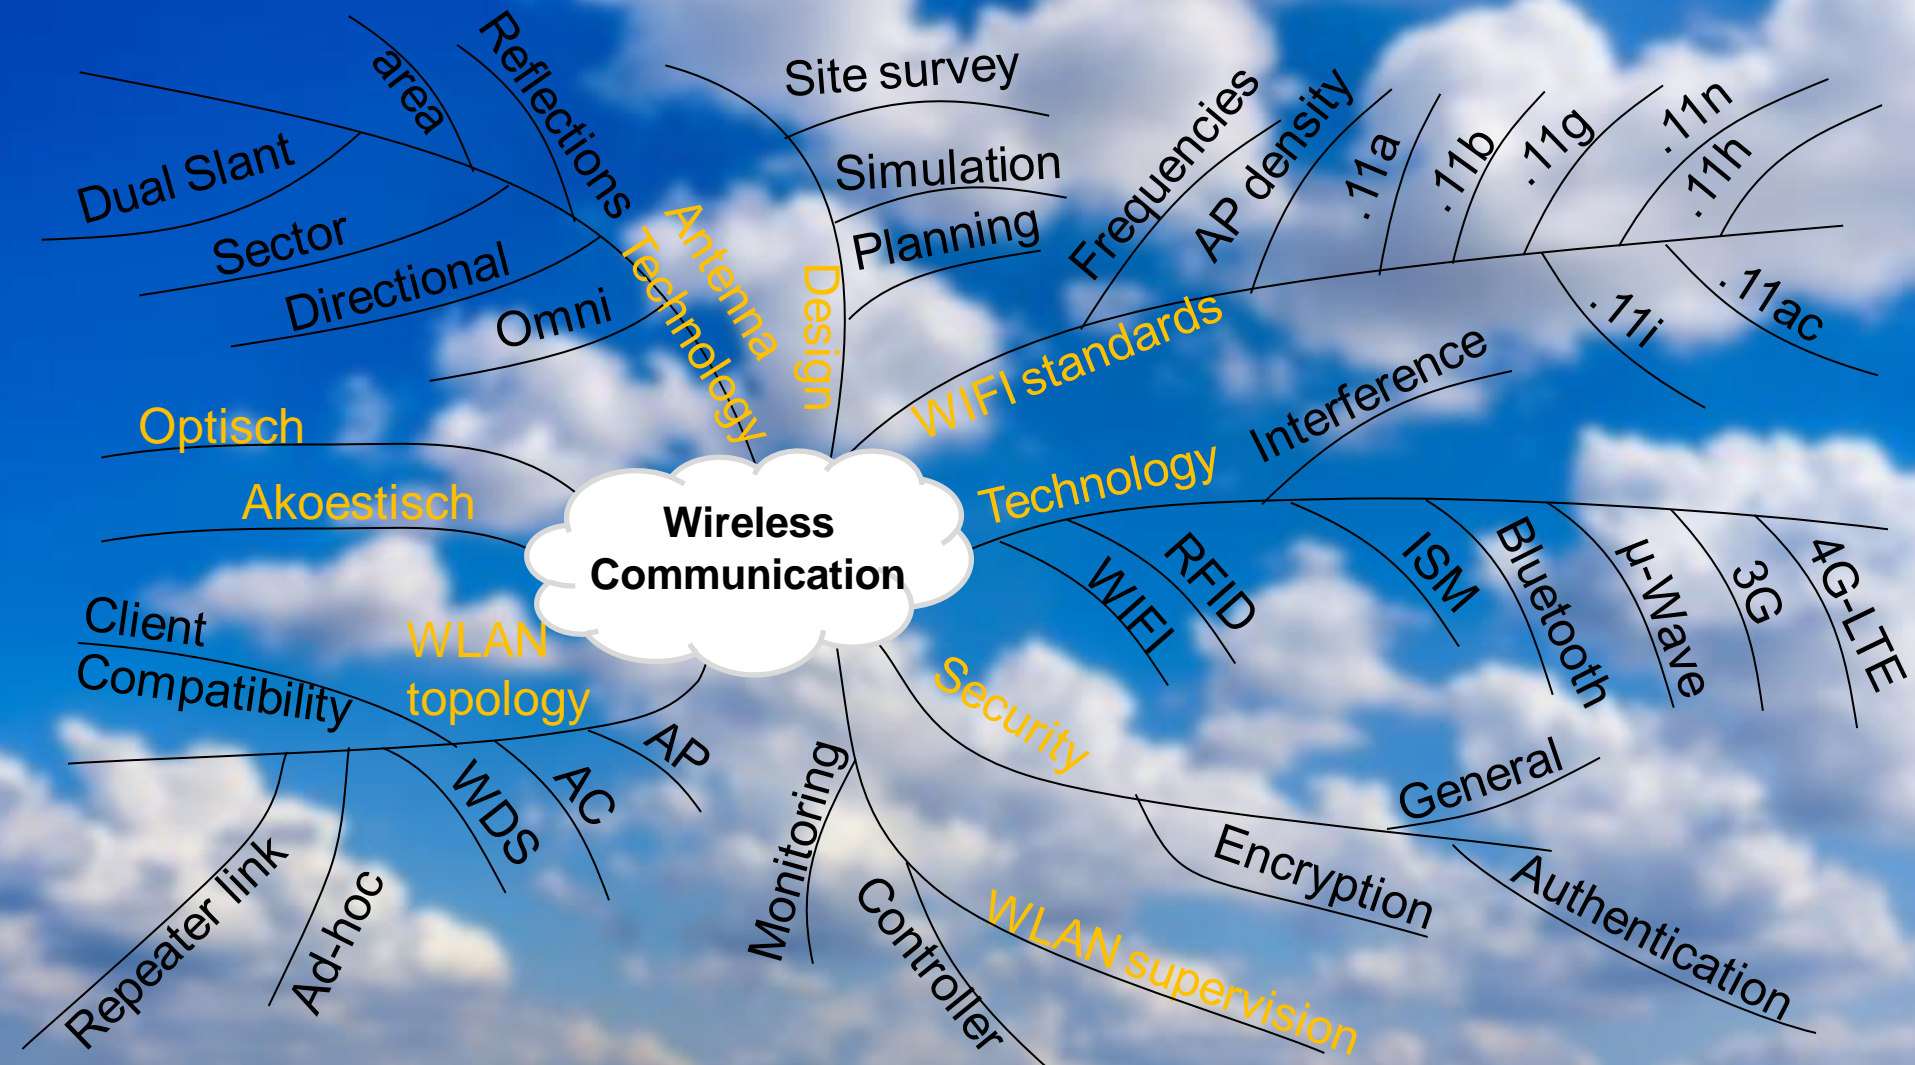 Wireless
Communication
Antenna
Technology
area
Reflections
Dual Slant
Sector
Directional
Omni
Design
Site survey
Simulation
Planning
WIFI standards
Frequencies
AP density
.11a
.11b
.11g
.11n
.11h
.11i
.11ac
Technology
Interference
WIFI
RFID
ISM
Bluetooth
µ-Wave
3G
4G-LTE
Security
General
Encryption
Authentication
WLAN supervision
Monitoring
Controller
WLAN
topology
Client
Compatibility
AP
AC
WDS
Ad-hoc
Repeater link
Akoestisch
Optisch